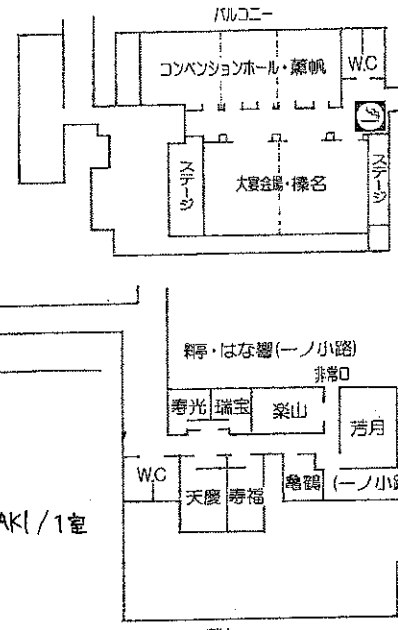 バルコニー
コンベンションホール・薫帆
W.C
ステージ
大宴会場・榛名
ステージ
料亭・はな響(一ノ小路)
非常口
寿光
瑞宝
楽山
芳月
W.C
天慶
寿福
亀鶴
(一ノ小路
AKI/1室